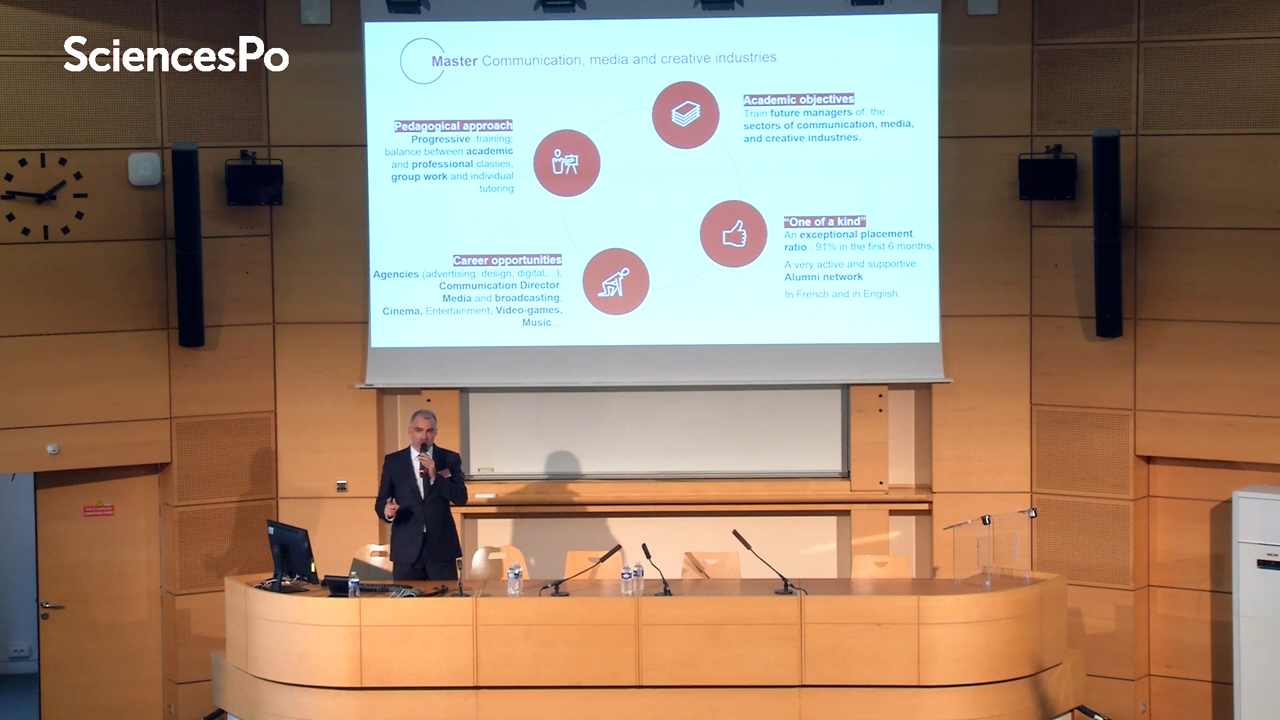 SciencesPo
Master Communication, media and creative industries
Pedagogical approach
Progressive training:
balance between academic
and professional classes,
group work and individual
tutoring
Academic objectives
Train future managers of the
sectors of communication, media,
and creative industries.
"One of a kind"
An exceptional placement
ratio : 91% in the first 6 months,
A very active and supportive
Alumni network
In French and in English.
Career opportunities
Agencies (advertising, design, digital,...),
Communication Director
Media and broadcasting,
Cinema, Entertainment, Video-games,
Music...